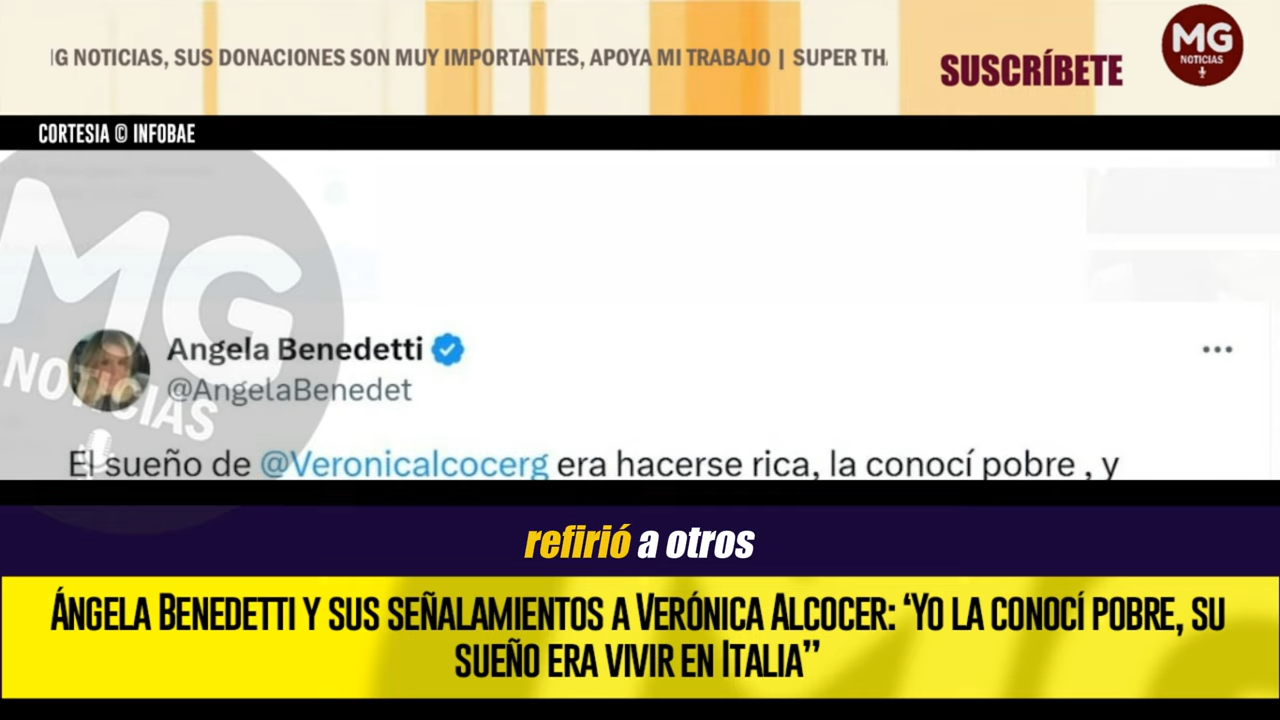 G NOTICIAS, SUS DONACIONES SON MUY IMPORTANTES, APOYA MI TRABAJO | SUPER TH
SUSCRÍBETE
MG
NOTICIAS
CORTESIA © INFOBAE
MG
NOTICIAS
Angela Benedetti
@AngelaBenedet
El sueño de @Veronicalcocerg era hacerse rica, la conocí pobre , y
refirió a otros
Ángela Benedetti y sus señalamientos a Verónica Alcocer: ‘Yo la conocí pobre, su
sueño era vivir en Italia”